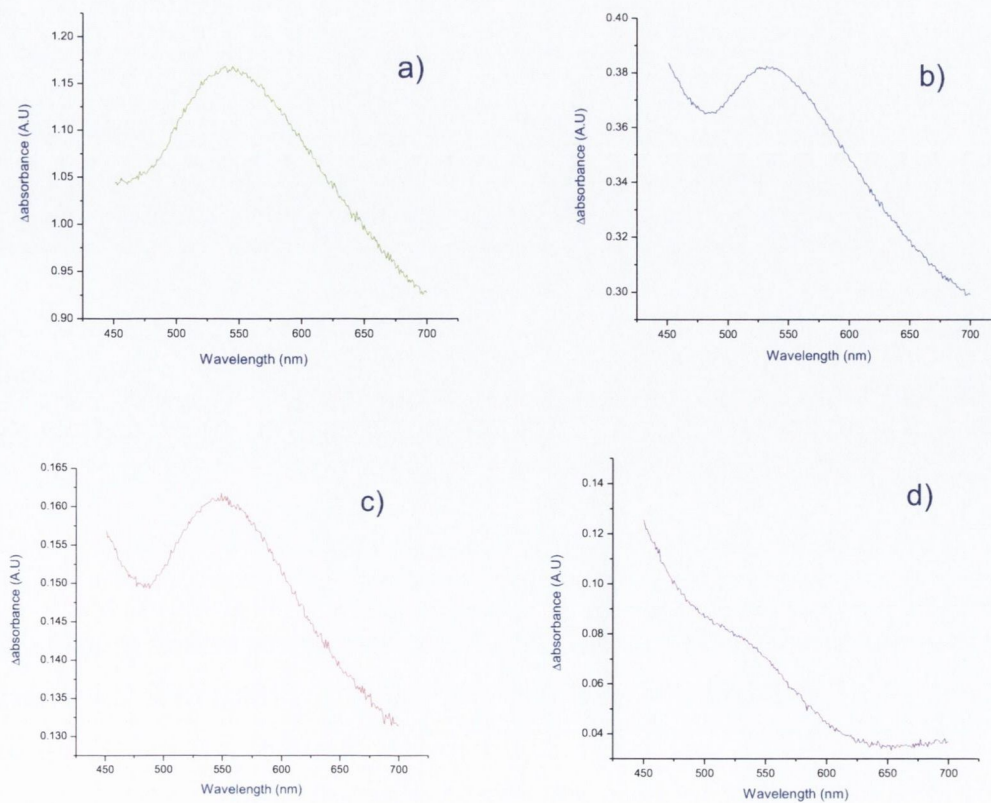 a)
Δabsorbance (A.U)
1.20
1.15
1.10
1.05
1.00
0.95
0.90
450 500 550 600 650 700
Wavelength (nm)
b)
Δabsorbance (A.U)
0.40
0.38
0.36
0.34
0.32
0.30
450 500 550 600 650 700
Wavelength (nm)
c)
Δabsorbance (A.U)
0.165
0.160
0.155
0.150
0.145
0.140
0.135
0.130
450 500 550 600 650 700
Wavelength (nm)
d)
Δabsorbance (A.U)
0.14
0.12
0.10
0.08
0.06
0.04
450 500 550 600 650 700
Wavelength (nm)